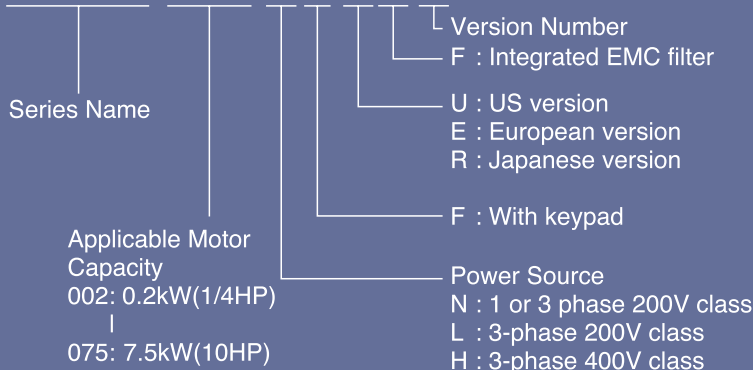 Version Number
F : Integrated EMC filter
Series Name
U : US version
E : European version
R : Japanese version
F : With keypad
Applicable Motor
Capacity
002: 0.2kW(1/4HP)
075: 7.5kW(10HP)
Power Source
N : 1 or 3 phase 200V class
L : 3-phase 200V class
H : 3-phase 400V class